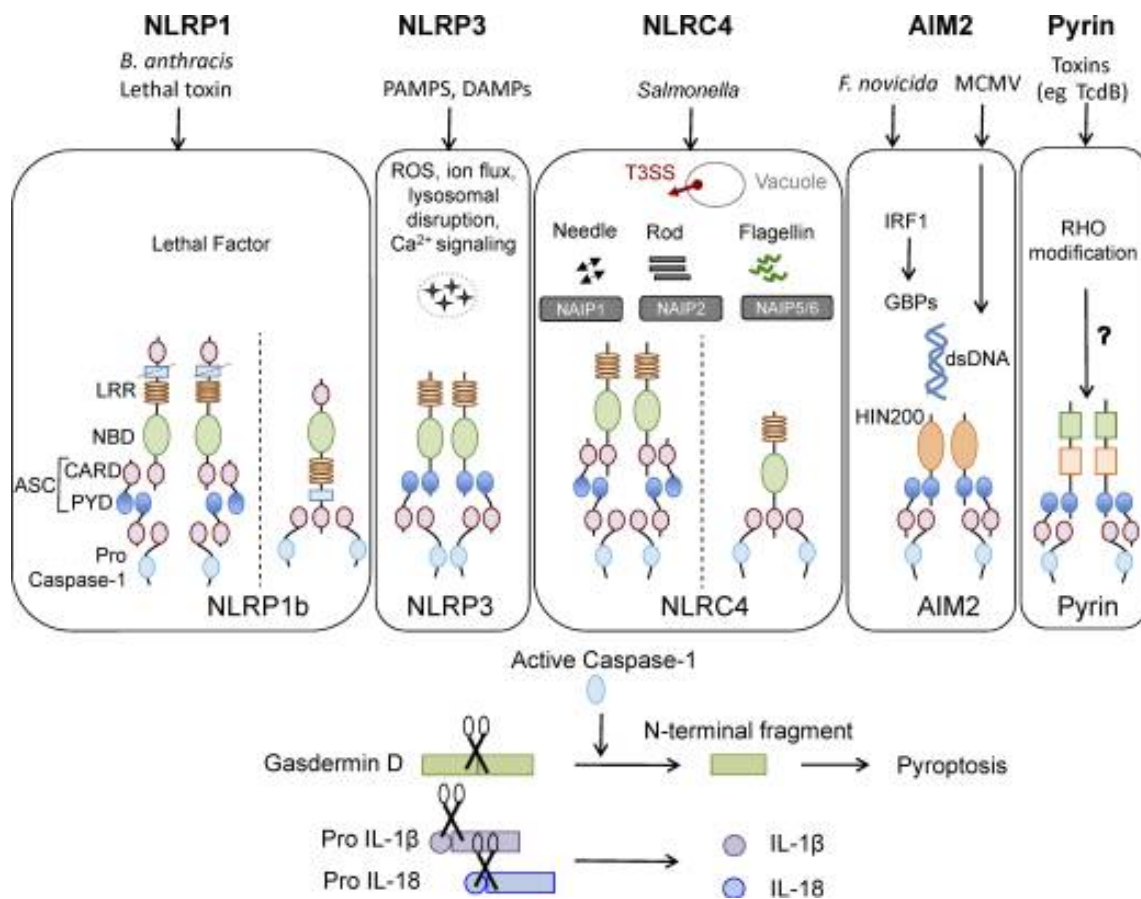 NLRP1
B. anthracis
Lethal toxin
Lethal Factor
LRR
NBD
ASC
CARD
PYD
Pro
Caspase-1
NLRP1b
NLRP3
PAMPS, DAMPs
ROS, ion flux,
lysosomal
disruption,
Ca²⁺ signaling
NLRP3
NLRC4
Salmonella
T3SS
Vacuole
Needle
Rod
Flagellin
NAIP1
NAIP2
NAIP5/6
NLRC4
AIM2
F. novicida
MCMV
IRF1
GBPs
dsDNA
HIN200
AIM2
Pyrin
Toxins
(eg TcdB)
RHO
modification
?
Pyrin
Active Caspase-1
Gasdermin D
N-terminal fragment
Pyroptosis
Pro IL-1β
IL-1β
Pro IL-18
IL-18